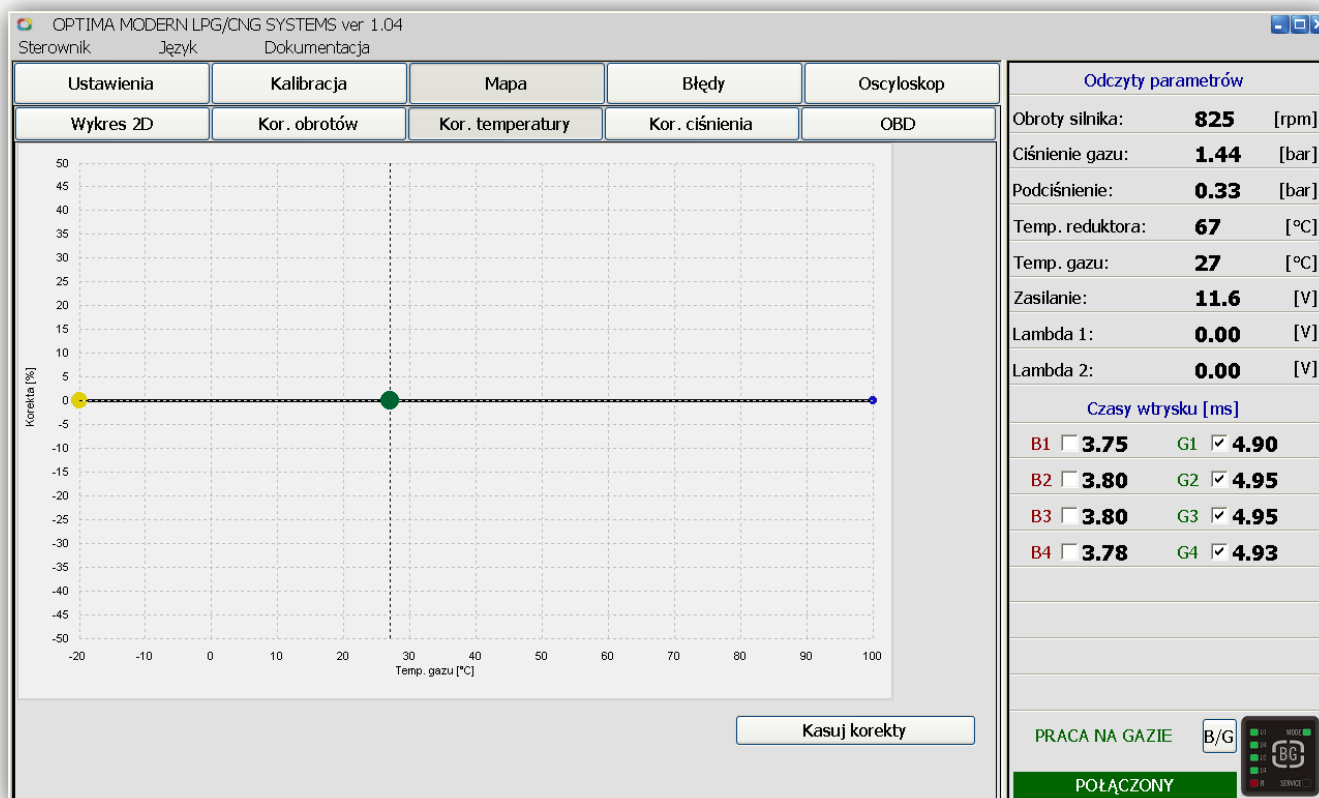 OPTIMA MODERN LPG/CNG SYSTEMS ver 1.04
Sterownik Język Dokumentacja
Ustawienia Kalibracja Mapa Błędy Oscyloskop
Wykres 2D Kor. obrotów Kor. temperatury Kor. ciśnienia OBD
50
45
40
35
30
25
20
15
10
5
0
-5
-10
-15
-20
-25
-30
-35
-40
-45
-50
Korekta [%]
-20 -10 0 10 20 30 40 50 60 70 80 90 100
Temp. gazu [°C]
Kasuj korekty
Odczyty parametrów
Obroty silnika: 825 [rpm]
Ciśnienie gazu: 1.44 [bar]
Podciśnienie: 0.33 [bar]
Temp. reduktora: 67 [°C]
Temp. gazu: 27 [°C]
Zasilanie: 11.6 [V]
Lambda 1: 0.00 [V]
Lambda 2: 0.00 [V]
Czasy wtrysku [ms]
B1 3.75 G1 4.90
B2 3.80 G2 4.95
B3 3.80 G3 4.95
B4 3.78 G4 4.93
PRACA NA GAZIE B/G
MODE
BG
R SERVICE
POŁĄCZONY